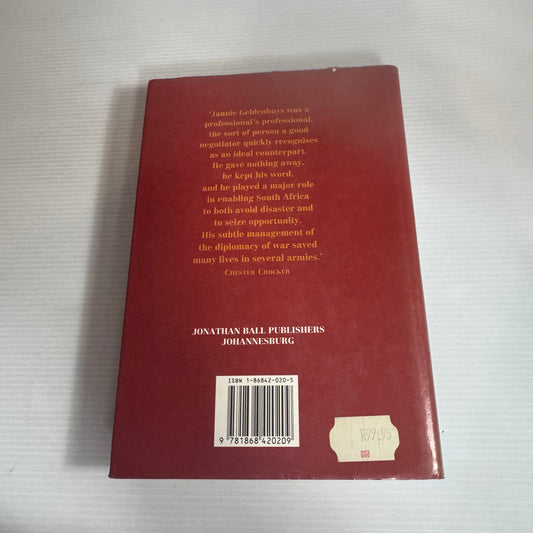 'Jannie Geldenhuys was a
professional's professional,
the sort of person a good
negotiator quickly recognises
as an ideal counterpart.
He gave nothing away,
he kept his word,
and he played a major role
in enabling South Africa
to both avoid disaster and
to seize opportunity.
His subtle management of
the diplomacy of war saved
many lives in several armies.'
CHESTER CROCKER
JONATHAN BALL PUBLISHERS
JOHANNESBURG
ISBN 1-86842-020-5
9 781868 420209
R99,95
cna